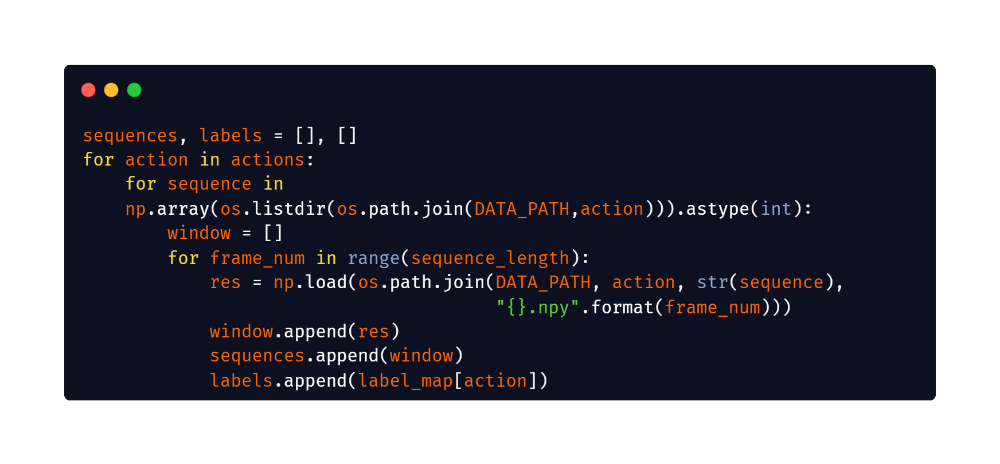 sequences, labels = [], []
for action in actions:
    for sequence in
    np.array(os.listdir(os.path.join(DATA_PATH,action))).astype(int):
        window = []
        for frame_num in range(sequence_length):
            res = np.load(os.path.join(DATA_PATH, action, str(sequence),
                                       "{}.npy".format(frame_num)))
            window.append(res)
            sequences.append(window)
            labels.append(label_map[action])